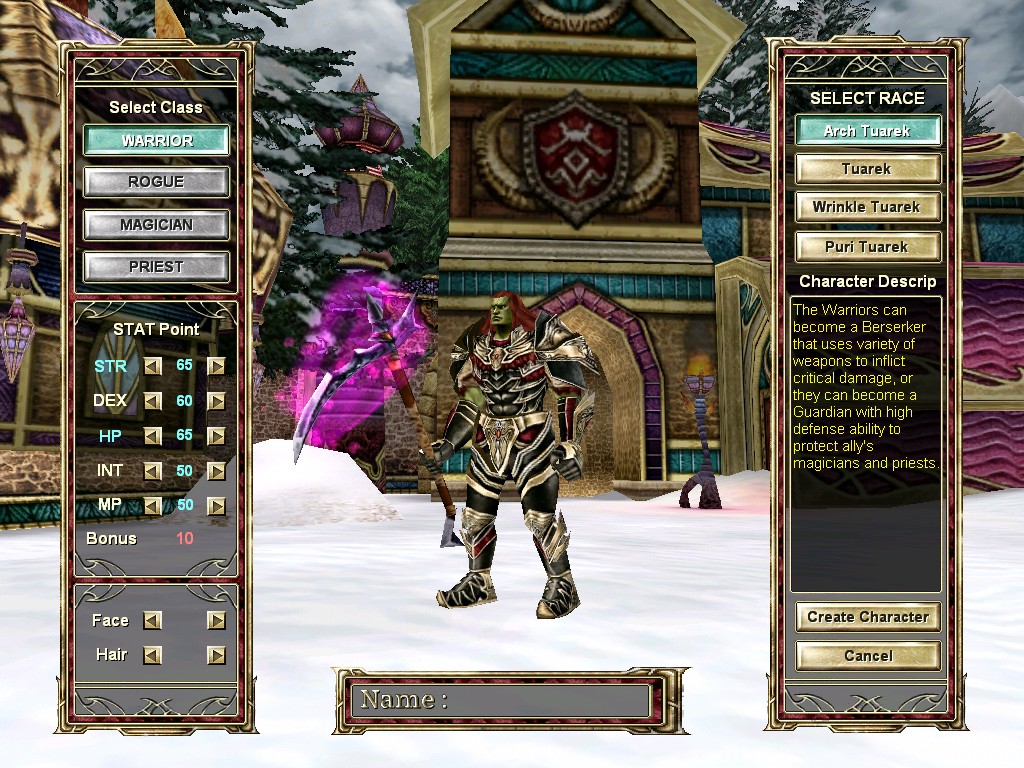 Select Class
WARRIOR
ROGUE
MAGICIAN
PRIEST
STAT Point
STR 65
DEX 60
HP 65
INT 50
MP 50
Bonus 10
Face
Hair
Name:
SELECT RACE
Arch Tuarek
Tuarek
Wrinkle Tuarek
Puri Tuarek
Character Descrip
The Warriors can
become a Berserker
that uses variety of
weapons to inflict
critical damage, or
they can become a
Guardian with high
defense ability to
protect ally's
magicians and priests.
Create Character
Cancel